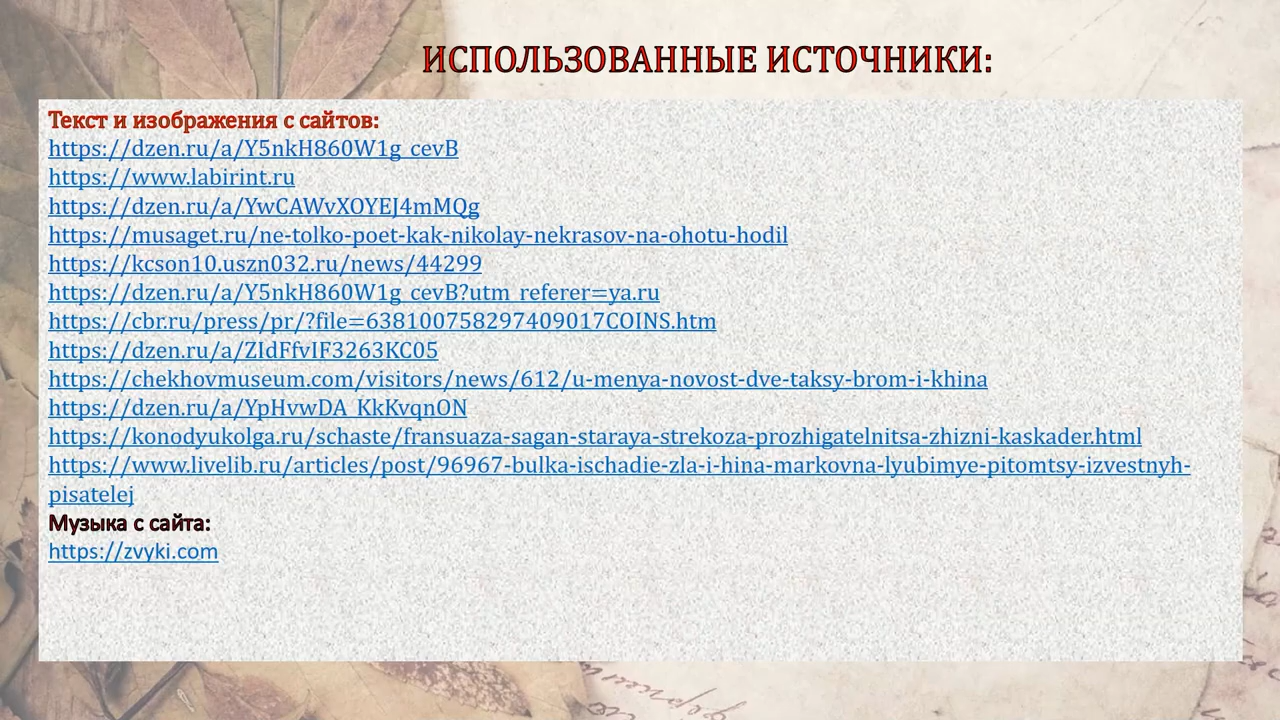 ИСПОЛЬЗОВАННЫЕ ИСТОЧНИКИ:
Текст и изображения с сайтов:
https://dzen.ru/a/Y5nkH860W1g_cevB
https://www.labirint.ru
https://dzen.ru/a/YwCAWvXOYEJ4mMQg
https://musaget.ru/ne-tolko-poet-kak-nikolay-nekrasov-na-ohotu-hodil
https://kcson10.uszn032.ru/news/44299
https://dzen.ru/a/Y5nkH860W1g_cevB?utm_referer=ya.ru
https://cbr.ru/press/pr/?file=638100758297409017COINS.htm
https://dzen.ru/a/ZIdFfvIF3263KC05
https://chekhovmuseum.com/visitors/news/612/u-menya-novost-dve-taksy-brom-i-khina
https://dzen.ru/a/YpHvwDA_KkKvqnON
https://konodyukolga.ru/schaste/fransuaza-sagan-staraya-strekoza-prozhigatelnitsa-zhizni-kaskader.html
https://www.livelib.ru/articles/post/96967-bulka-ischadie-zla-i-hina-markovna-lyubimye-pitomtsy-izvestnyh-
pisatelej
Музыка с сайта:
https://zvyki.com